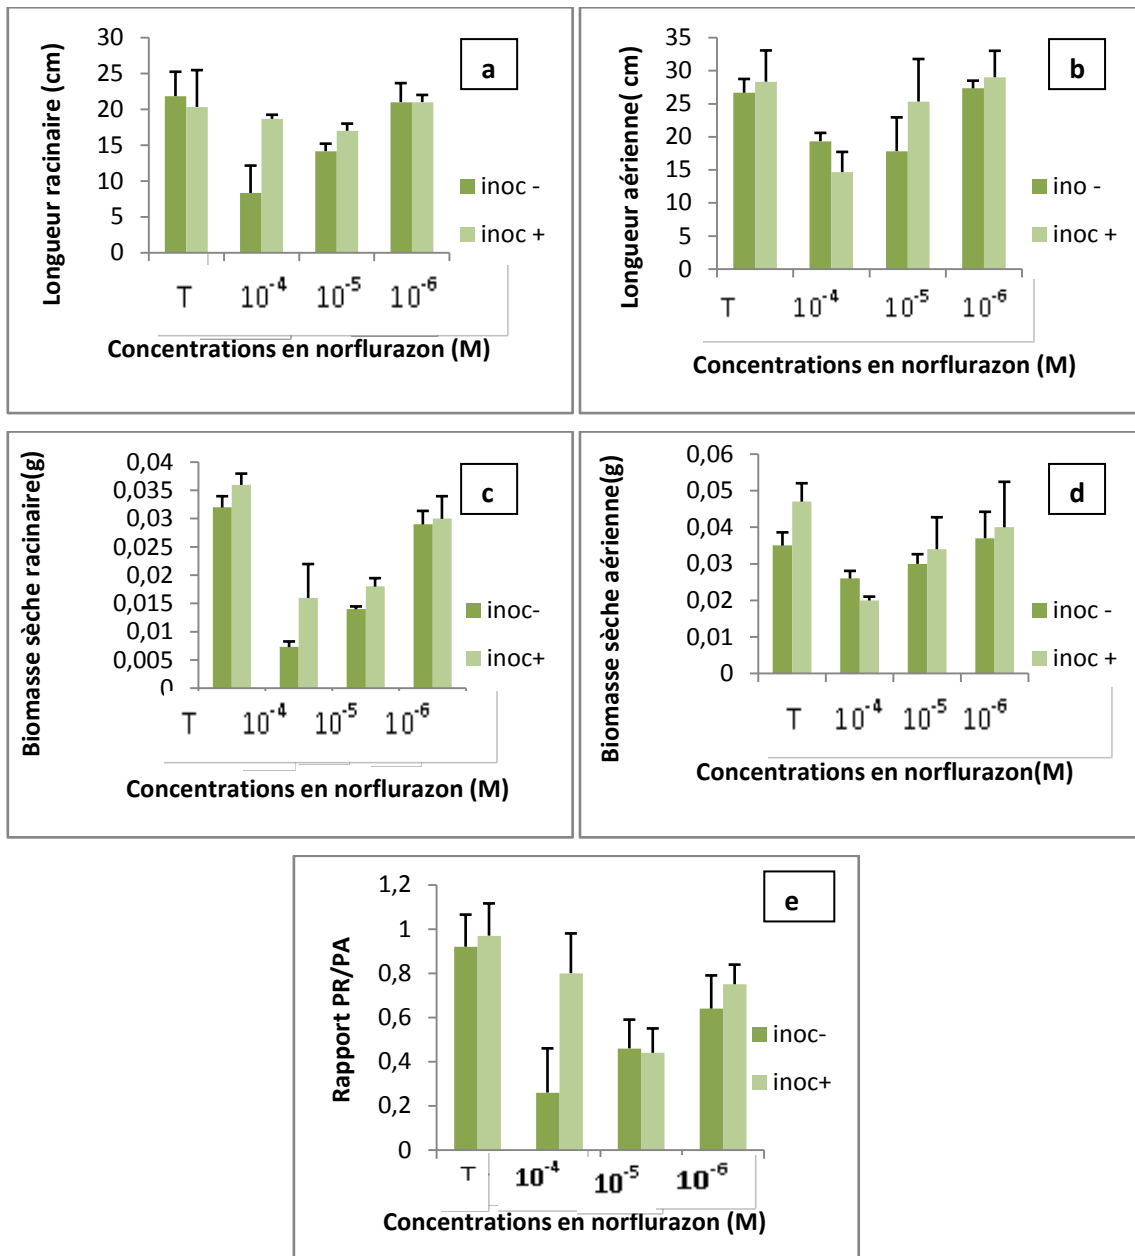 a
Longueur racinaire (cm)
30
25
20
15
10
5
0
inoc -
inoc +
T 10⁻⁴ 10⁻⁵ 10⁻⁶
Concentrations en norflurazon (M)
b
Longueur aérienne( cm)
35
30
25
20
15
10
5
0
ino -
inoc +
T 10⁻⁴ 10⁻⁵ 10⁻⁶
Concentrations en norflurazon (M)
c
Biomasse sèche racinaire(g)
0,04
0,035
0,03
0,025
0,02
0,015
0,01
0,005
0
inoc-
inoc+
T 10⁻⁴ 10⁻⁵ 10⁻⁶
Concentrations en norflurazon (M)
d
Biomasse sèche aérienne(g)
0,06
0,05
0,04
0,03
0,02
0,01
0
inoc -
inoc +
T 10⁻⁴ 10⁻⁵ 10⁻⁶
Concentrations en norflurazon(M)
e
Rapport PR/PA
1,2
1
0,8
0,6
0,4
0,2
0
inoc-
inoc+
T 10⁻⁴ 10⁻⁵ 10⁻⁶
Concentrations en norflurazon (M)